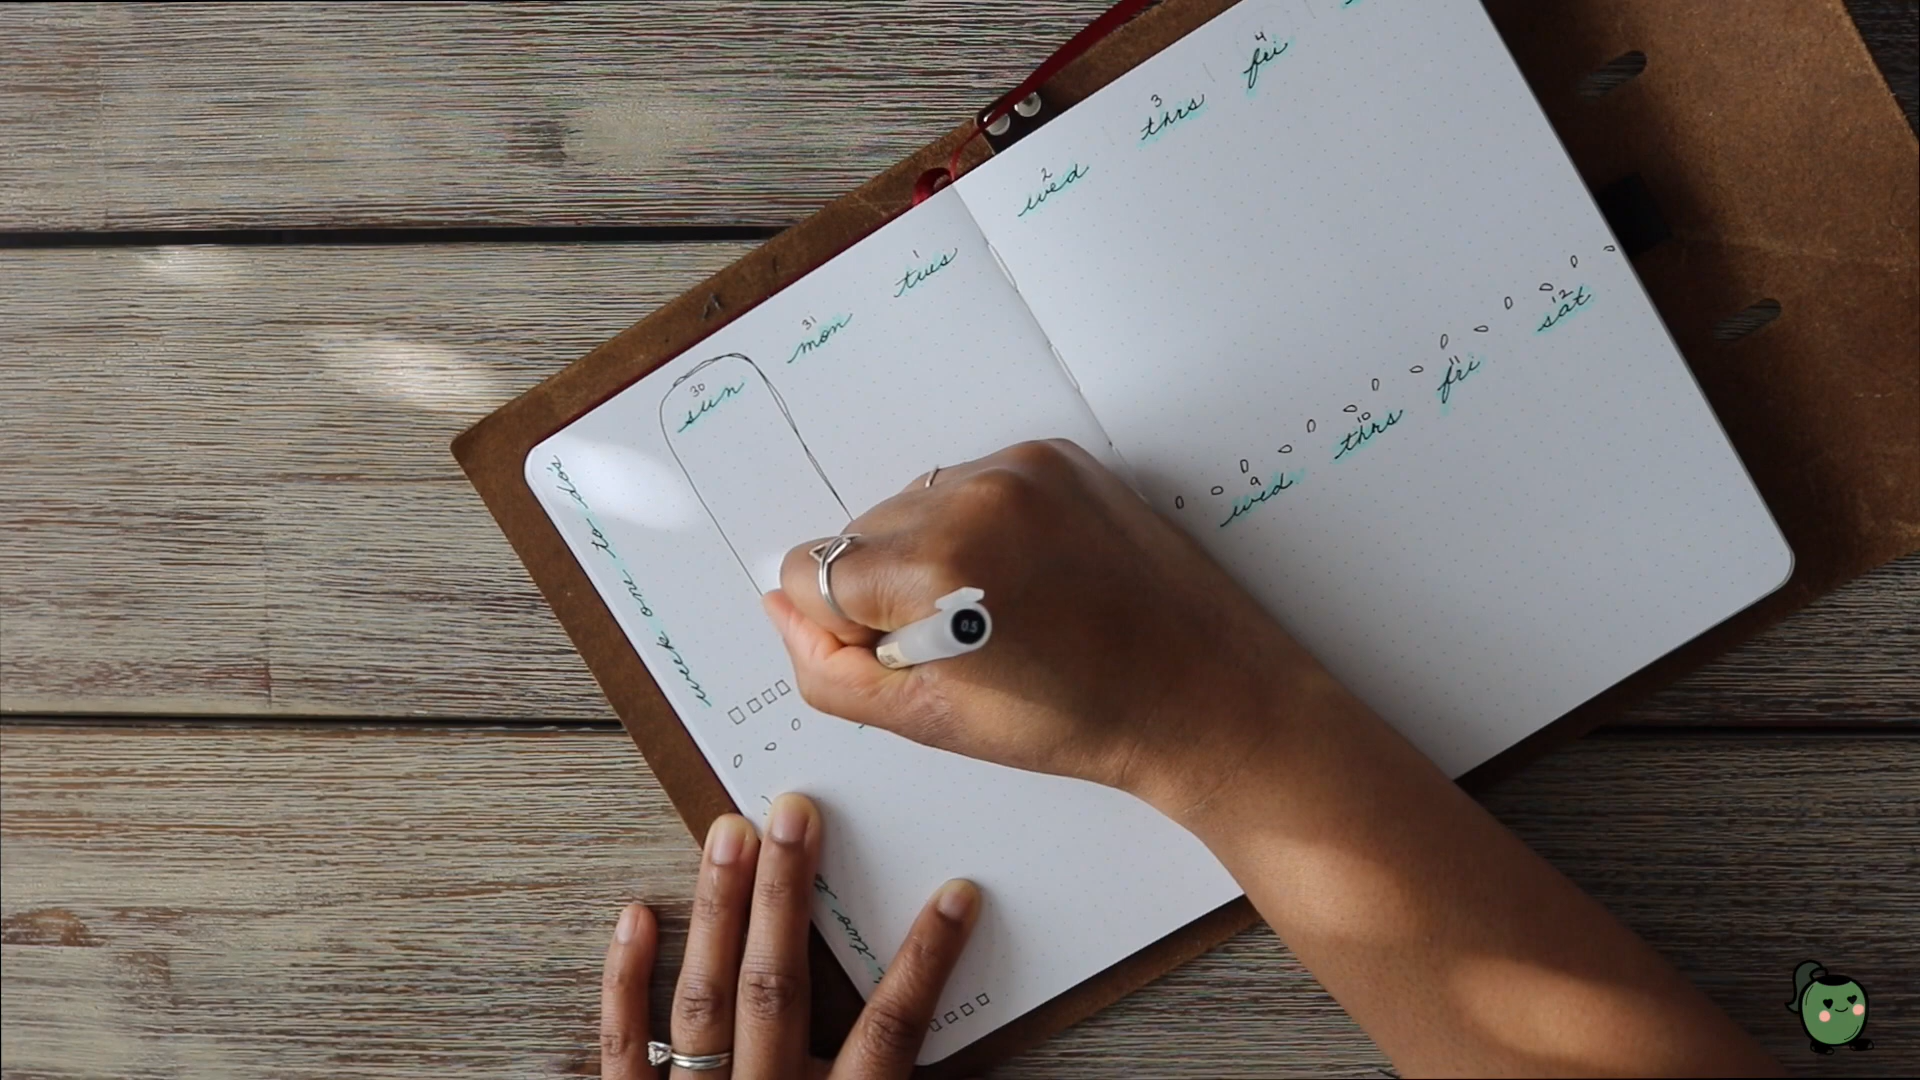 30
sun
31
mon
1
tues
2
wed
3
thrs
4
fri
week one to dos
9
wed
10
thrs
11
fri
12
sat
two
0.5